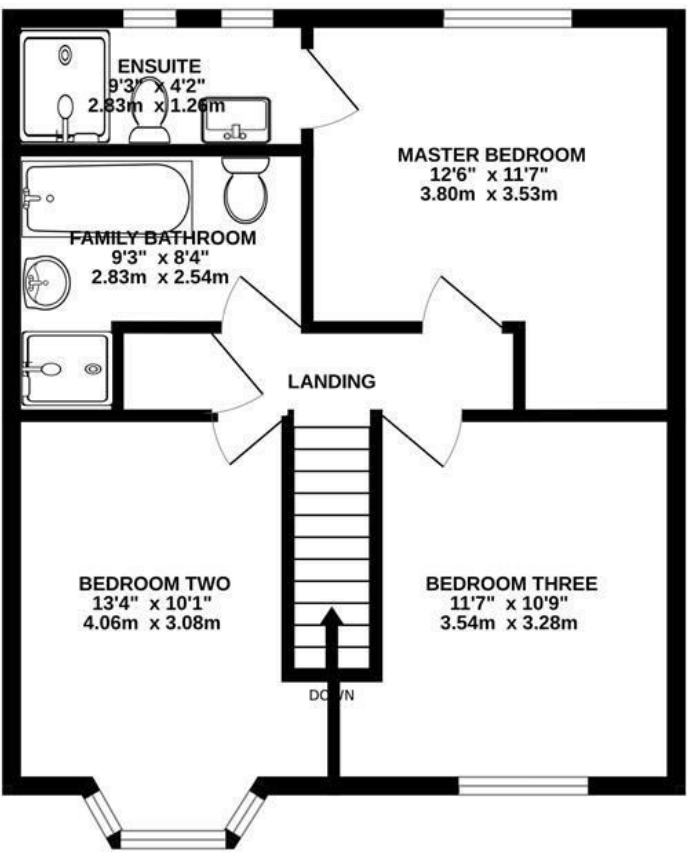 ENSUITE
9'3" x 4'2"
2.83m x 1.26m
MASTER BEDROOM
12'6" x 11'7"
3.80m x 3.53m
FAMILY BATHROOM
9'3" x 8'4"
2.83m x 2.54m
LANDING
BEDROOM TWO
13'4" x 10'1"
4.06m x 3.08m
BEDROOM THREE
11'7" x 10'9"
3.54m x 3.28m
DOWN